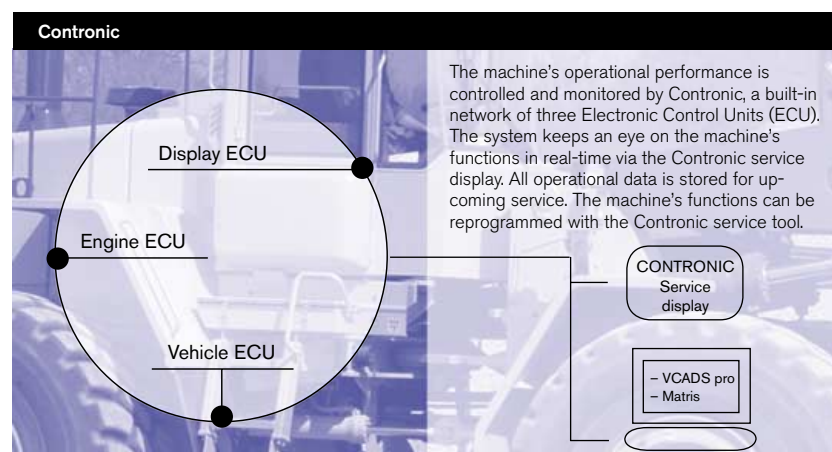 Contronic
The machine's operational performance is
controlled and monitored by Contronic, a built-in
network of three Electronic Control Units (ECU).
The system keeps an eye on the machine's
functions in real-time via the Contronic service
display. All operational data is stored for up-
coming service. The machine's functions can be
reprogrammed with the Contronic service tool.
Display ECU
Engine ECU
Vehicle ECU
CONTRONIC
Service
display
– VCADS pro
– Matris